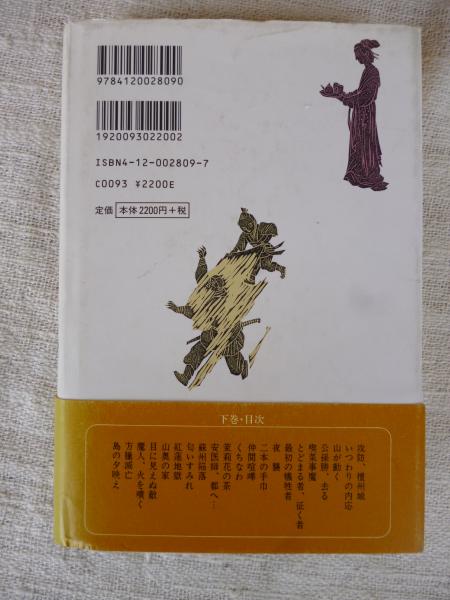 9784120028090
1920093022002
ISBN4-12-002809-7
C0093 ¥2200E
定価 本体2200円+税
下巻・目次
攻防、檀州城
いつわりの内応
山が動く
公孫勝、去る
喫菜事魔
とどまる者、征く者
最初の犠牲者
夜襲
二本の手巾
仲間喧嘩
くちなわ
茉莉花の茶
安医師、都へ…
蘇州陥落
匂いすみれ
紅蓮地獄
山奥の家
目に見えぬ敵
魔人、火を噴く
方臘滅亡
島の夕映え